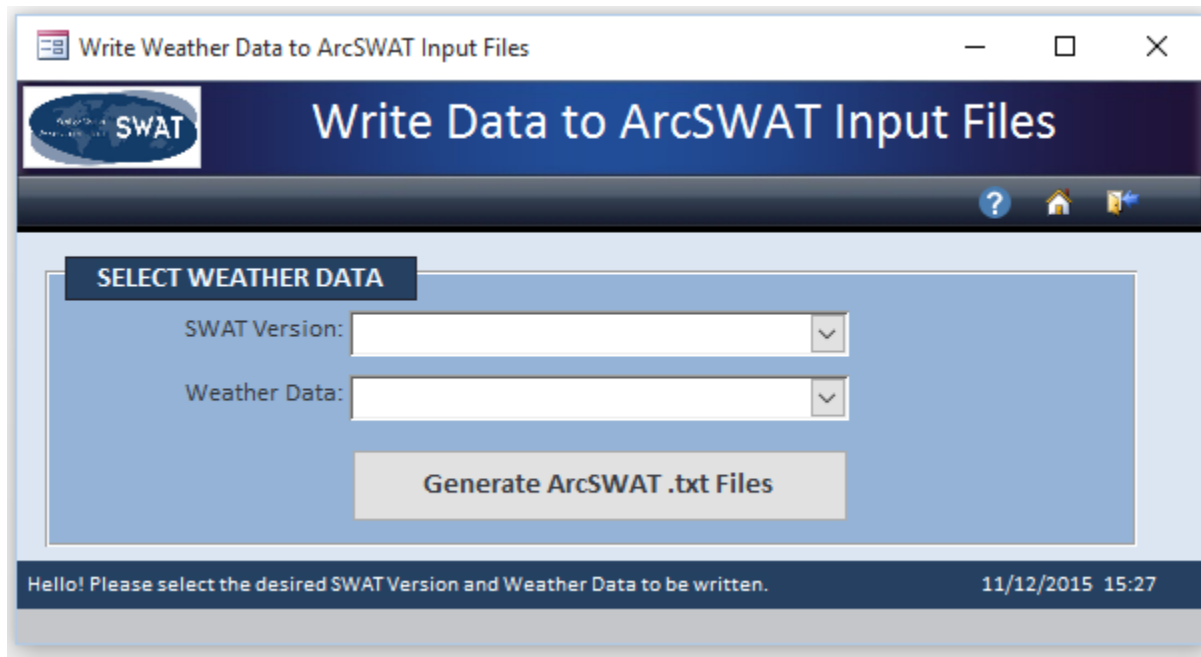 Write Weather Data to ArcSWAT Input Files
SWAT
Write Data to ArcSWAT Input Files
?
SELECT WEATHER DATA
SWAT Version:
Weather Data:
Generate ArcSWAT .txt Files
Hello! Please select the desired SWAT Version and Weather Data to be written. 11/12/2015 15:27